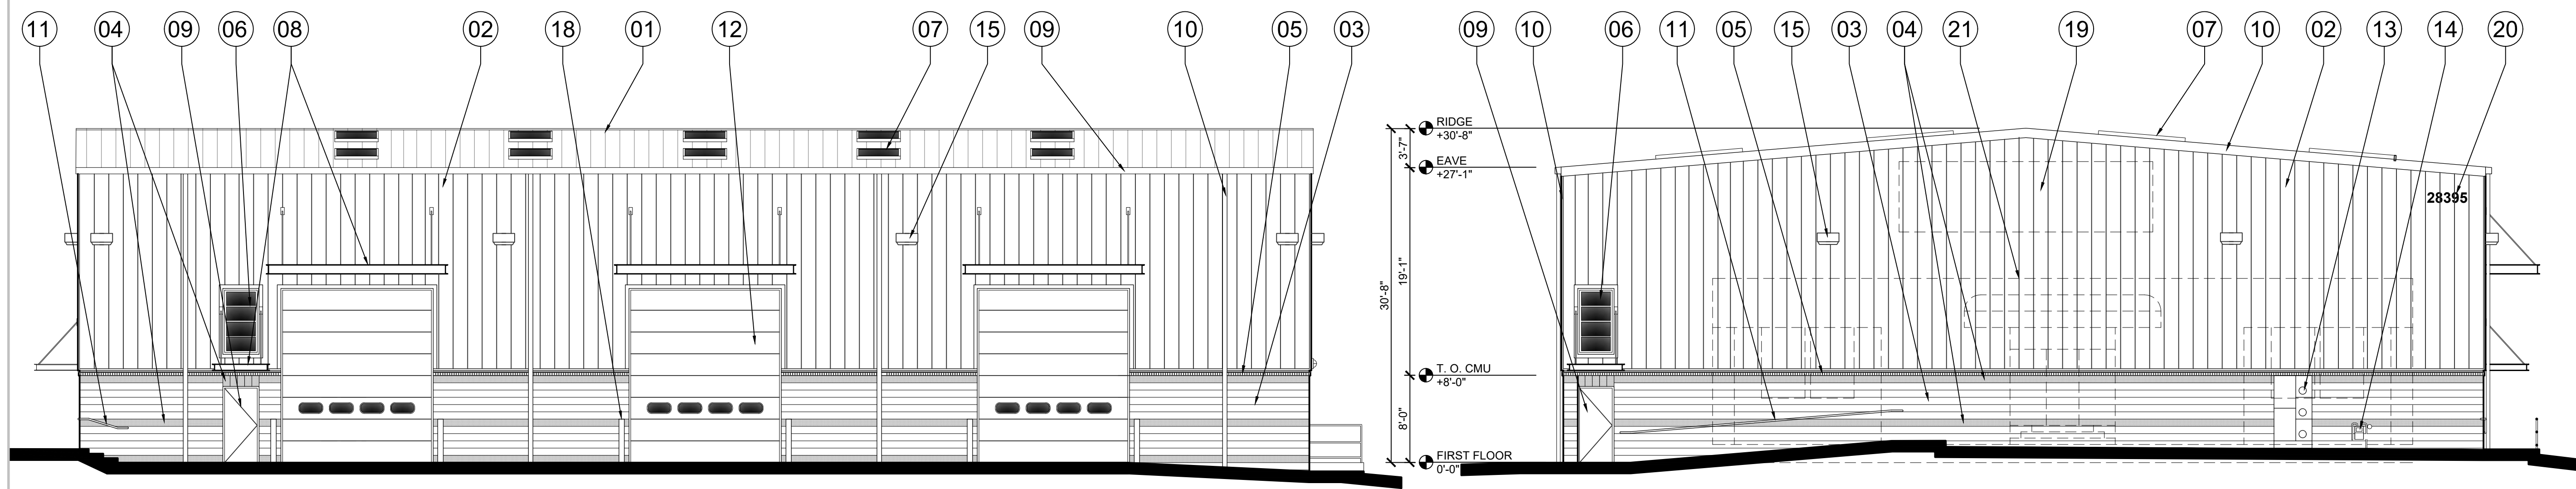 11 04 09 06 08 02 18 01 12 07 15 09 10 05 03
09 10 06 11 05 15 03 04 21 19 07 10 02 13 14 20
RIDGE
+30'-8"
3'-7"
EAVE
+27'-1"
28395
19'-1"
30'-8"
T. O. CMU
+8'-0"
8'-0"
FIRST FLOOR
0'-0"